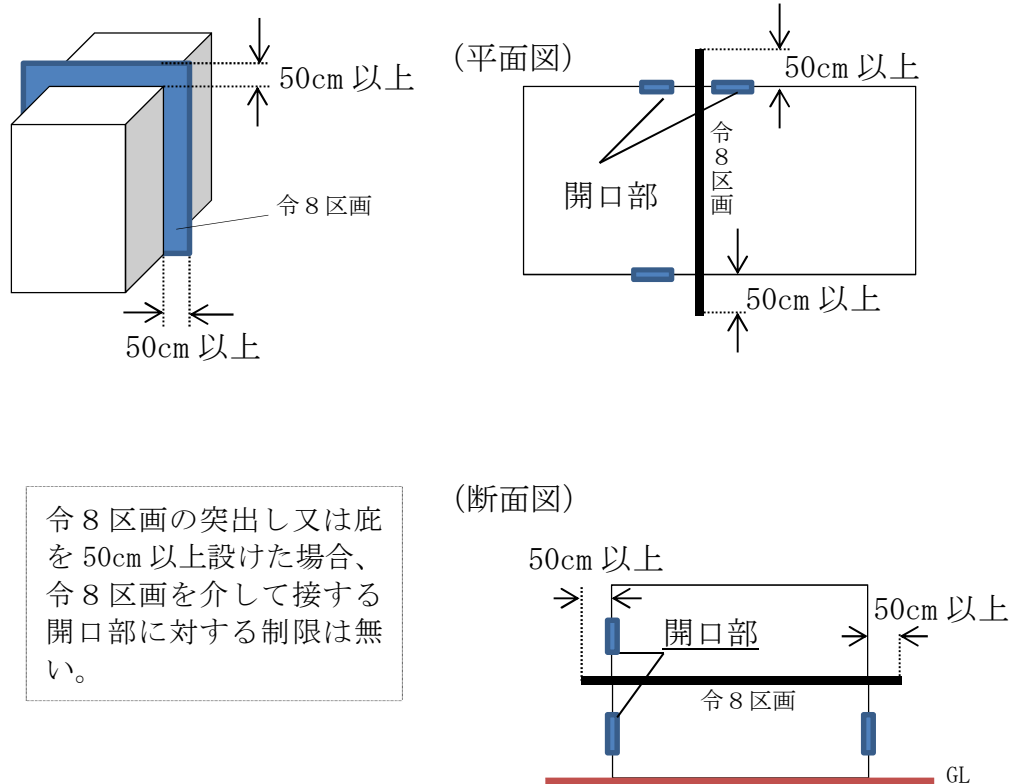 50cm 以上
令８区画
50cm 以上
(平面図)
50cm 以上
令８区画
開口部
50cm 以上
令８区画の突出し又は庇
を 50cm 以上設けた場合、
令８区画を介して接する
開口部に対する制限は無
い。
(断面図)
50cm 以上
50cm 以上
開口部
令８区画
GL